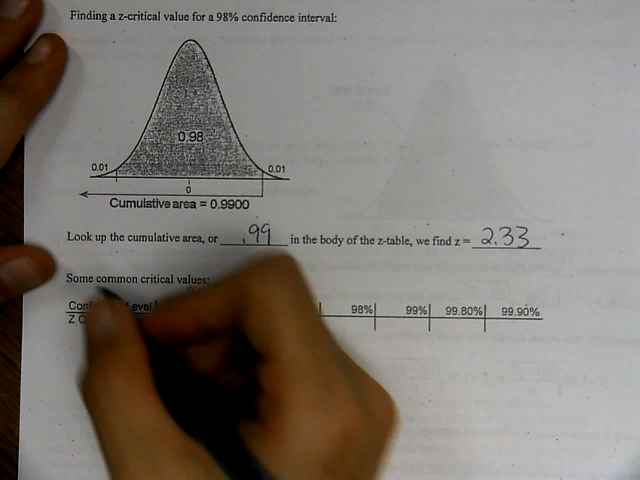 Finding a z-critical value for a 98% confidence interval:
0.98
0.01 0.01
0
Cumulative area = 0.9900
Look up the cumulative area, or .99 in the body of the z-table, we find z = 2.33
Some common critical values:
98% 99% 99.80% 99.90%